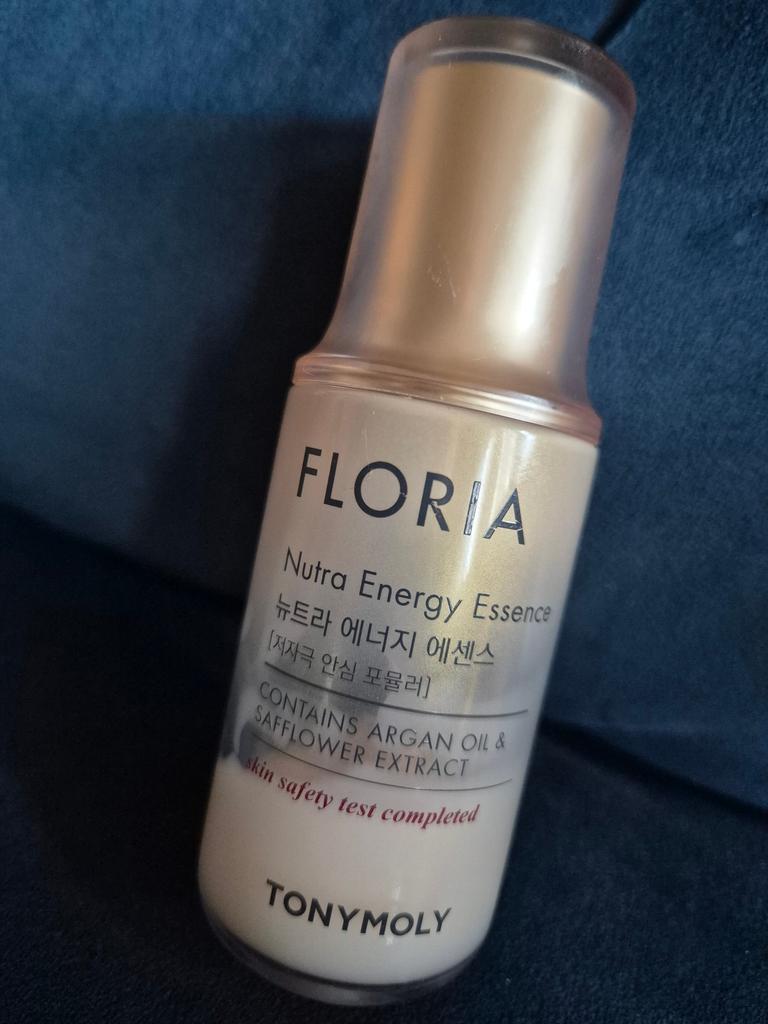 FLORIA
Nutra Energy Essence
뉴트라 에너지 에센스
[저자극 안심 포뮬러]
CONTAINS ARGAN OIL &
SAFFLOWER EXTRACT
skin safety test completed
TONYMOLY